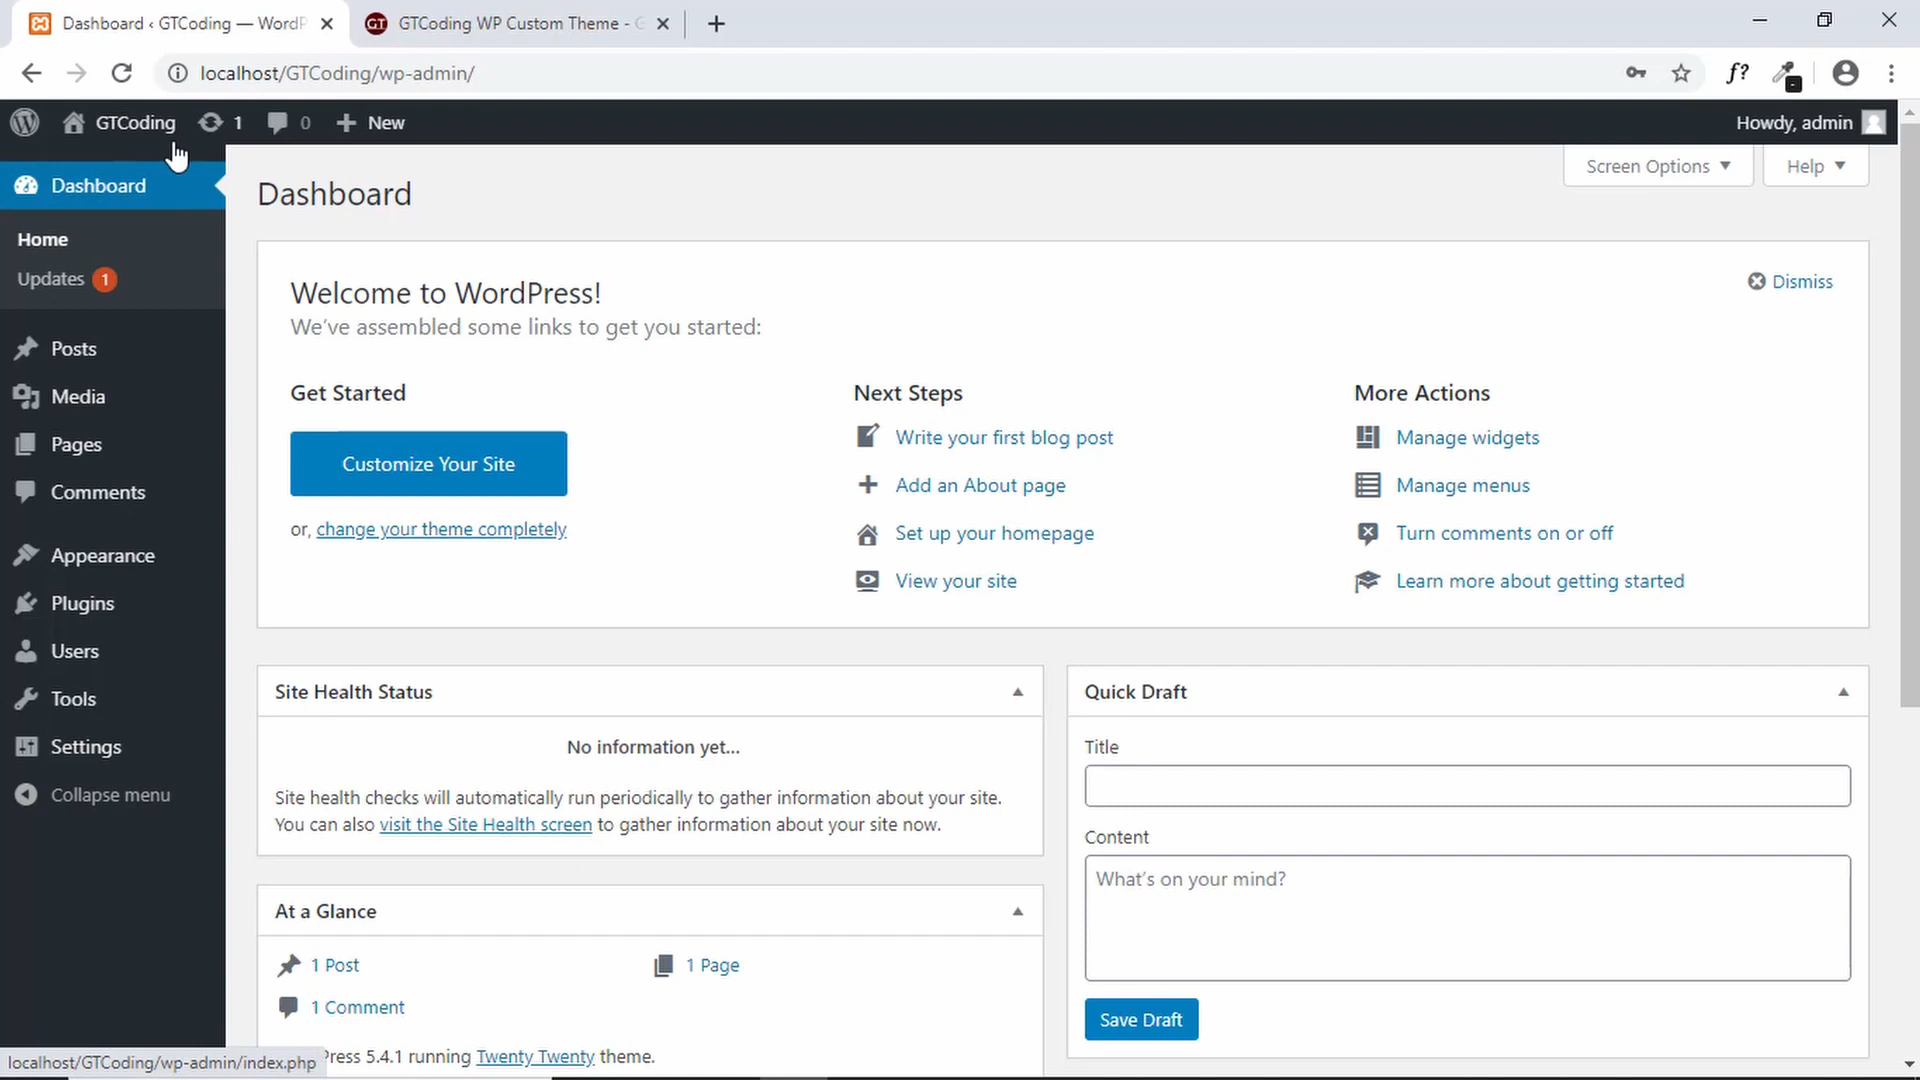 Dashboard ‹ GTCoding — WordP
GTCoding WP Custom Theme - G
localhost/GTCoding/wp-admin/
f?
GTCoding
1
0
New
Howdy, admin
Screen Options
Help
Dashboard
Home
Updates 1
Posts
Media
Pages
Comments
Appearance
Plugins
Users
Tools
Settings
Collapse menu
Dashboard
Welcome to WordPress!
We've assembled some links to get you started:
Dismiss
Get Started
Customize Your Site
or, change your theme completely
Next Steps
Write your first blog post
Add an About page
Set up your homepage
View your site
More Actions
Manage widgets
Manage menus
Turn comments on or off
Learn more about getting started
Site Health Status
No information yet...
Site health checks will automatically run periodically to gather information about your site.
You can also visit the Site Health screen to gather information about your site now.
At a Glance
1 Post
1 Page
1 Comment
Press 5.4.1 running Twenty Twenty theme.
Quick Draft
Title
Content
What's on your mind?
Save Draft
localhost/GTCoding/wp-admin/index.php